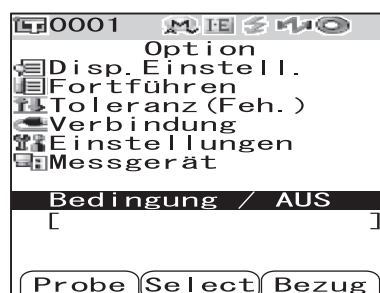 0001 M I·E
Option
Disp.Einstell.
Fortführen
Toleranz(Feh.)
Verbindung
Einstellungen
Messgerät
Bedingung / AUS
[ ]
Probe Select Bezug